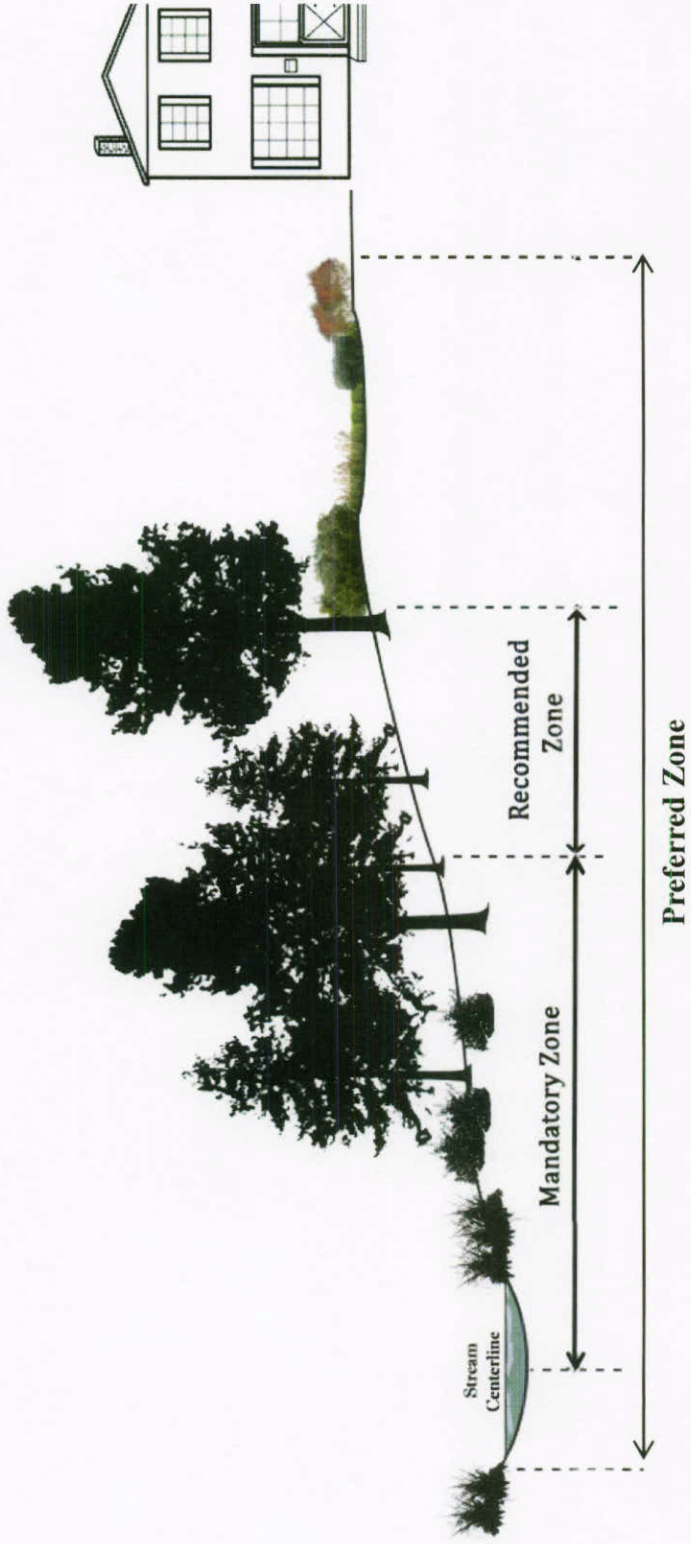 Stream
Centerline
Mandatory Zone
Recommended
Zone
Preferred Zone